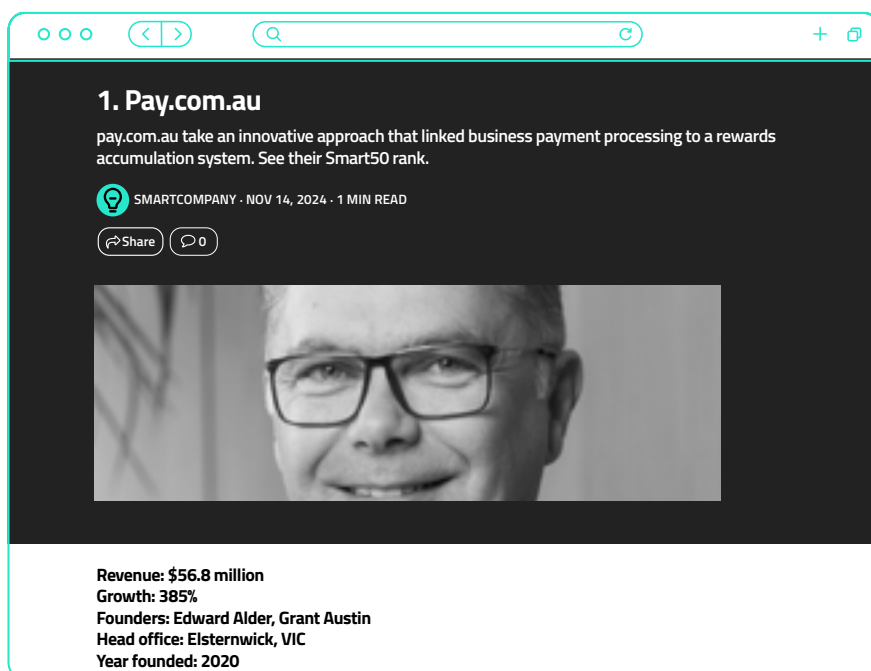 1. Pay.com.au
pay.com.au take an innovative approach that linked business payment processing to a rewards
accumulation system. See their Smart50 rank.
SMARTCOMPANY · NOV 14, 2024 · 1 MIN READ
Share 0
Revenue: $56.8 million
Growth: 385%
Founders: Edward Alder, Grant Austin
Head office: Elsternwick, VIC
Year founded: 2020